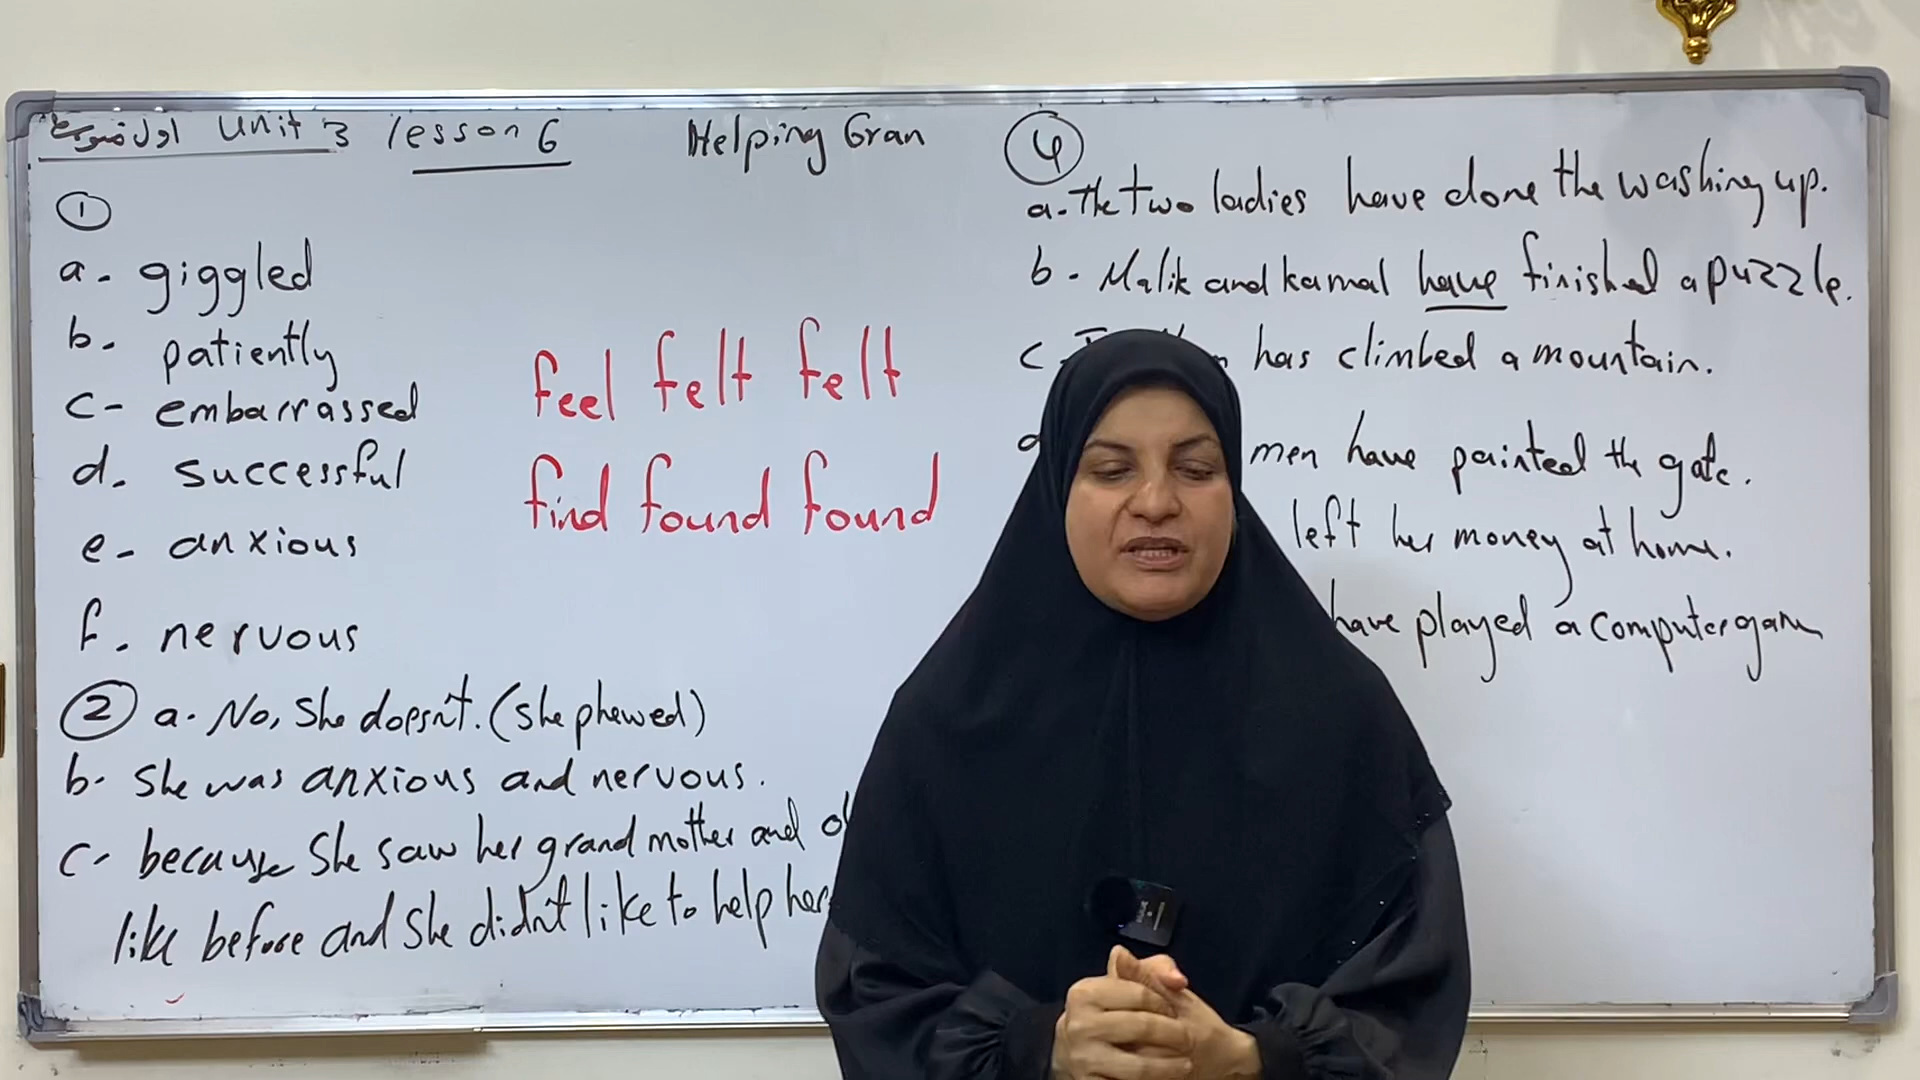 اول متوسط unit 3 lesson 6 Helping Gran
1
a- giggled
b. patiently
c- embarrassed
d. successful
e- anxious
f. nervous
feel felt felt
find found found
2 a- No, She doesn't. (she phewed)
b- She was anxious and nervous.
c- because She saw her grand mother and
like before and She didn't like to help her
4
a- The two ladies have done the washing up.
b- Malik and kamal have finished a puzzle.
c- has climbed a mountain.
men have painted the gate.
left her money at home.
have played a computer game